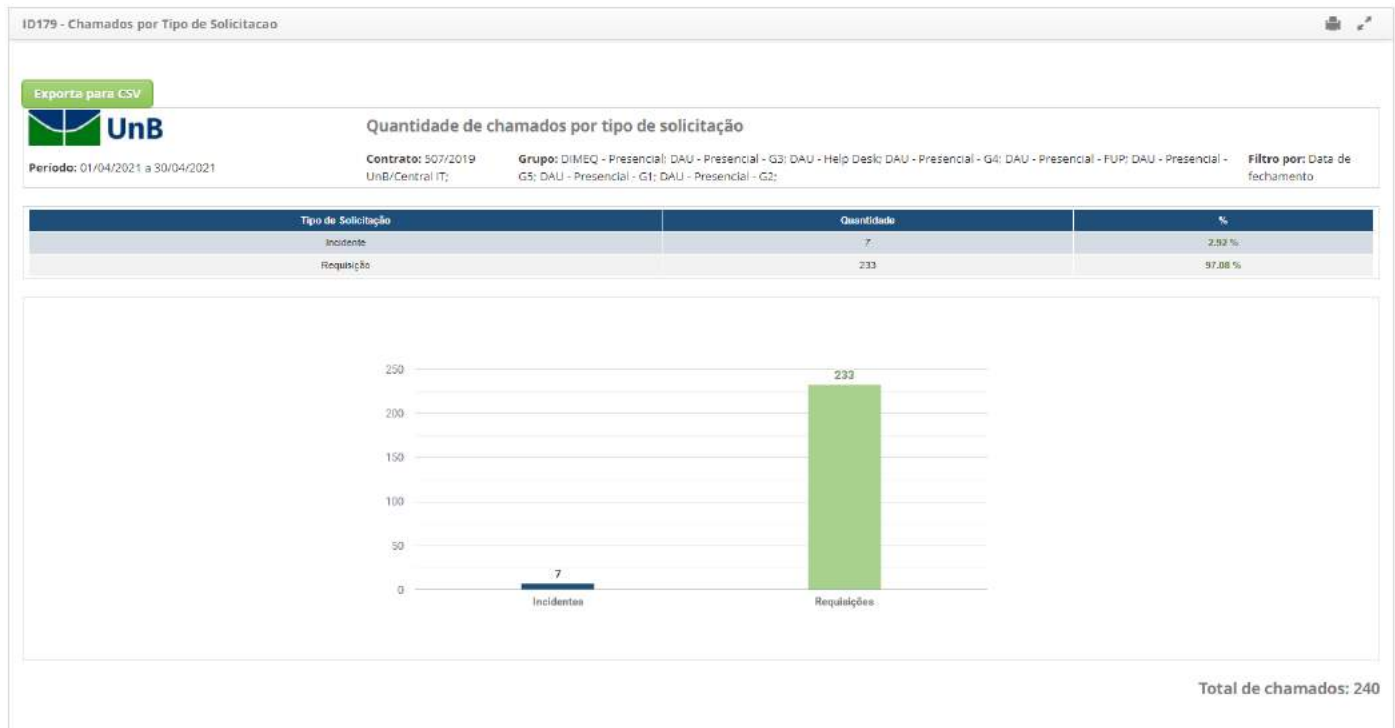 ID179 - Chamados por Tipo de Solicitacao
Exporta para CSV
UnB
Quantidade de chamados por tipo de solicitação
Período: 01/04/2021 a 30/04/2021
Contrato: 507/2019
UnB/Central IT;
Grupo: DIMEQ - Presencial; DAU - Presencial - G3; DAU - Help Desk; DAU - Presencial - G4; DAU - Presencial - FUP; DAU - Presencial -
G5; DAU - Presencial - G1; DAU - Presencial - G2;
Filtro por: Data de
fechamento
Tipo de Solicitação Quantidade %
Incidente 7 2.92 %
Requisição 233 97.08 %
250
200
150
100
50
0
7
233
Incidentes Requisições
Total de chamados: 240